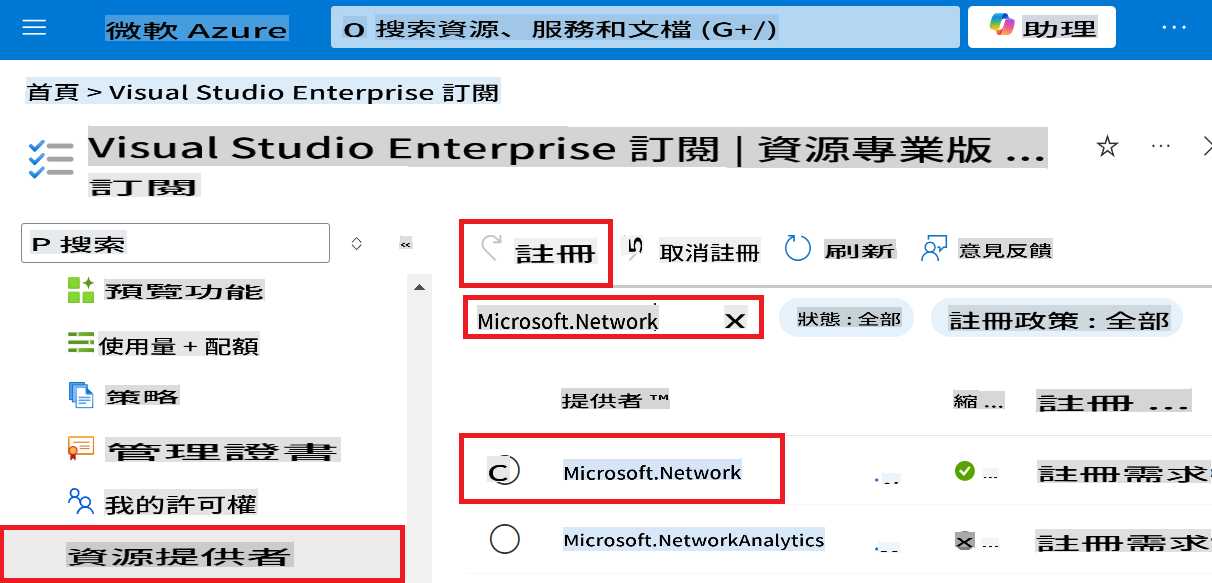 微軟 Azure
O 搜索資源、服務和文檔 (G+/)
助理
...
首頁 > Visual Studio Enterprise 訂閱
Visual Studio Enterprise 訂閱 | 資源專業版 ...
訂閱
P 搜索
«
註冊
5 取消註冊
刷新
意見反饋
預覽功能
Microsoft.Network X
狀態 : 全部
註冊政策 : 全部
使用量 + 配額
策略
提供者 ™
縮 ...
註冊 ...
管理證書
C Microsoft.Network
...
...
註冊需求
我的許可權
資源提供者
Microsoft.NetworkAnalytics
...
x ...
註冊需求